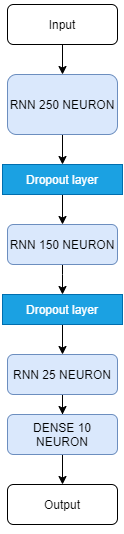 Input
RNN 250 NEURON
Dropout layer
RNN 150 NEURON
Dropout layer
RNN 25 NEURON
DENSE 10
NEURON
Output